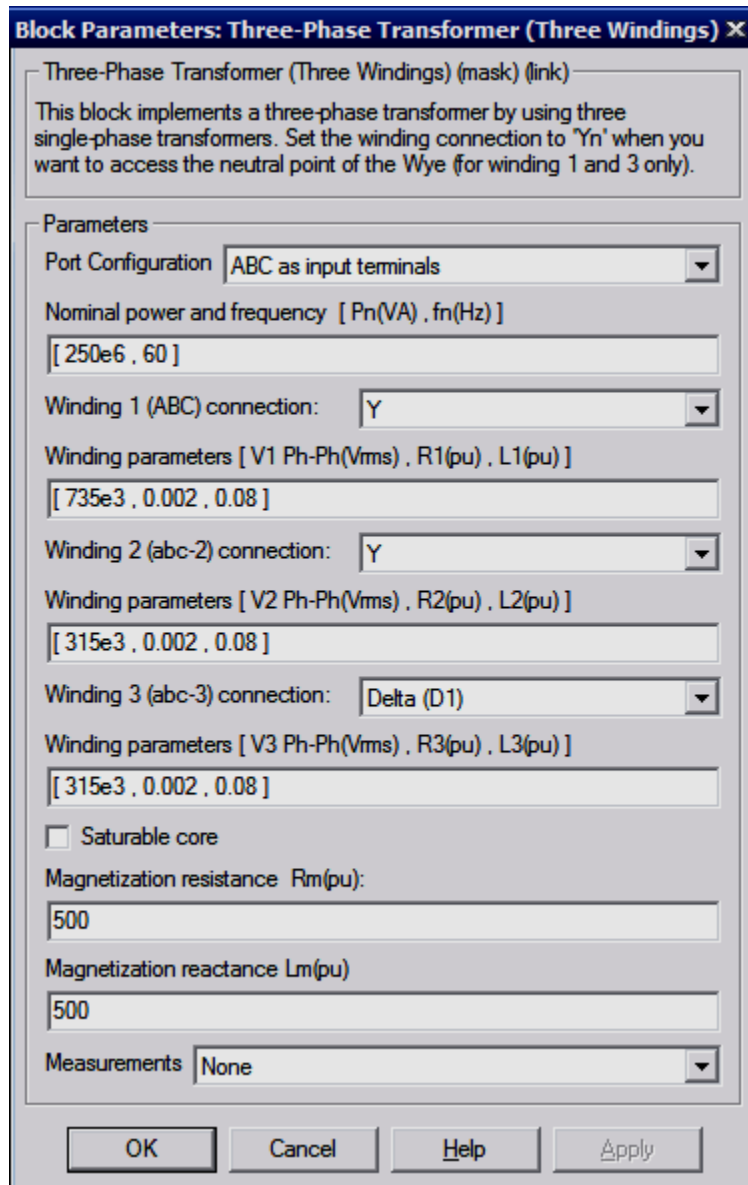 Block Parameters: Three-Phase Transformer (Three Windings) ×
Three-Phase Transformer (Three Windings) (mask) (link)
This block implements a three-phase transformer by using three
single-phase transformers. Set the winding connection to 'Yn' when you
want to access the neutral point of the Wye (for winding 1 and 3 only).
Parameters
Port Configuration ABC as input terminals
Nominal power and frequency [ Pn(VA) , fn(Hz) ]
[ 250e6 , 60 ]
Winding 1 (ABC) connection: Y
Winding parameters [ V1 Ph-Ph(Vrms) , R1(pu) , L1(pu) ]
[ 735e3 , 0.002 , 0.08 ]
Winding 2 (abc-2) connection: Y
Winding parameters [ V2 Ph-Ph(Vrms) , R2(pu) , L2(pu) ]
[ 315e3 , 0.002 , 0.08 ]
Winding 3 (abc-3) connection: Delta (D1)
Winding parameters [ V3 Ph-Ph(Vrms) , R3(pu) , L3(pu) ]
[ 315e3 , 0.002 , 0.08 ]
Saturable core
Magnetization resistance Rm(pu):
500
Magnetization reactance Lm(pu)
500
Measurements None
OK Cancel Help Apply